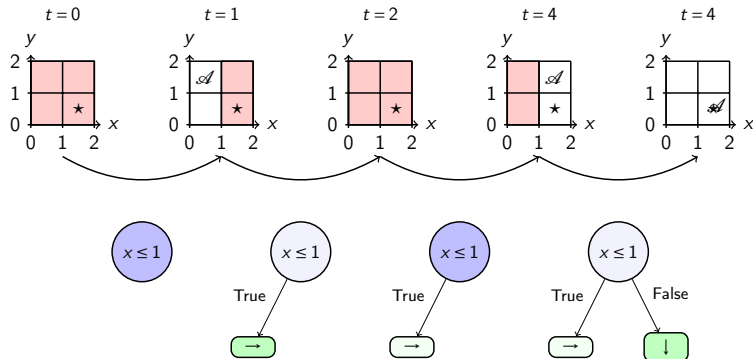 t = 0 t = 1 t = 2 t = 4 t = 4
y y y y y
2 2 2 2 2
𝒜 𝒜
1 1 1 1 1
★ ★ ★ ★ 𝒜
0 x 0 x 0 x 0 x 0 x
0 1 2 0 1 2 0 1 2 0 1 2 0 1 2
x ≤ 1 x ≤ 1 x ≤ 1 x ≤ 1
True True True False
→ → → ↓